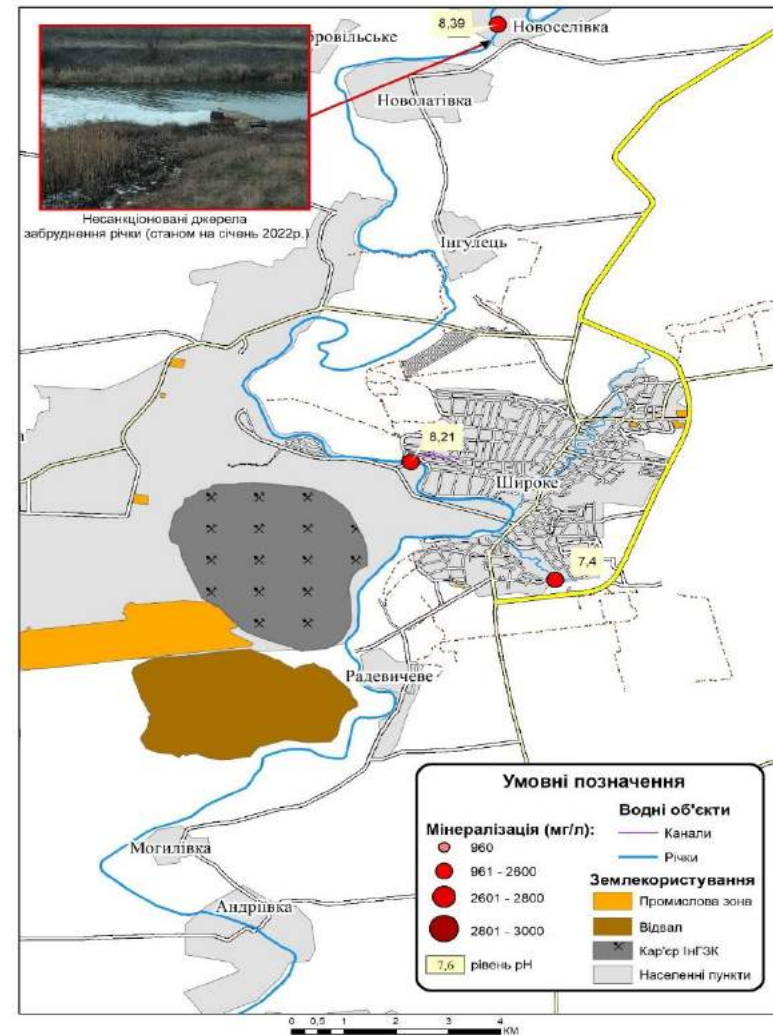 8,39
Новоселівка
бровільське
Новолатівка
Несанкціоновані джерела
забруднення річки (станом на січень 2022р.)
Інгулець
8,21
Широке
7,4
Радевичеве
Могилівка
Андріївка
Умовні позначення
Мінералізація (мг/л):
960
961 - 2600
2601 - 2800
2801 - 3000
7,6 рівень рН
Водні об'єкти
Канали
Річки
Землекористування
Промислова зона
Відвал
Кар'єр ІнГЗК
Населенні пункти
0 0,5 1 2 3 4
КМ